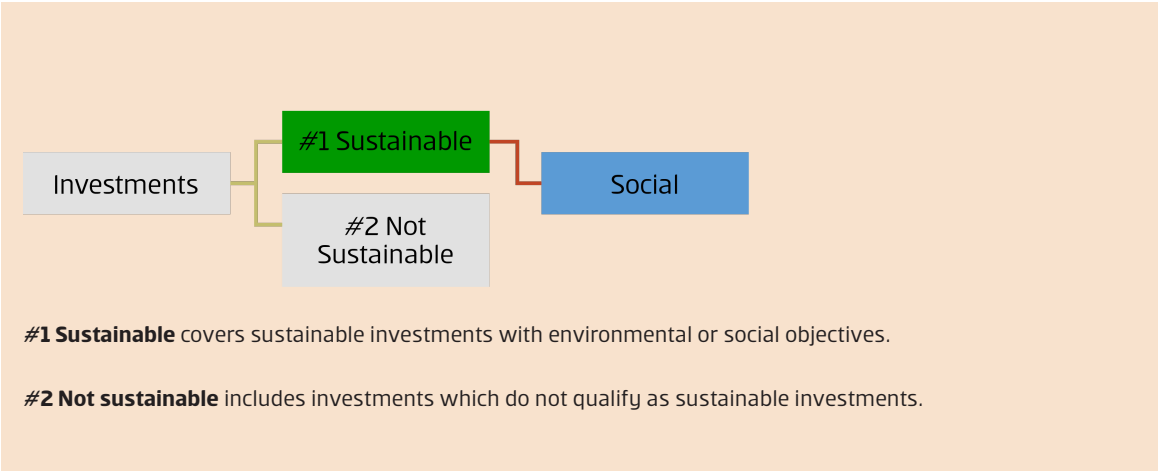 #1 Sustainable
Investments
Social
#2 Not
Sustainable
#1 Sustainable covers sustainable investments with environmental or social objectives.
#2 Not sustainable includes investments which do not qualify as sustainable investments.